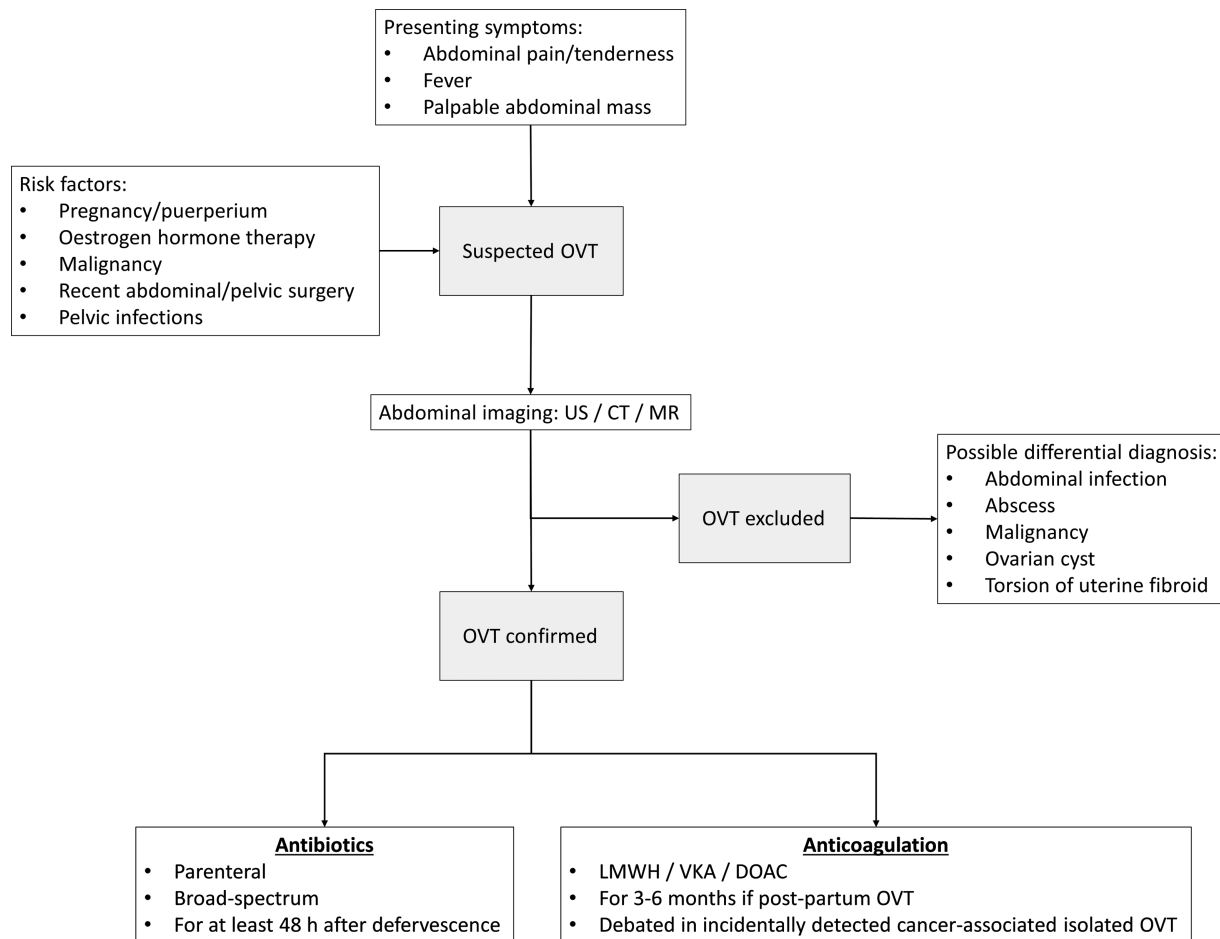 Presenting symptoms:
• Abdominal pain/tenderness
• Fever
• Palpable abdominal mass
Risk factors:
• Pregnancy/puerperium
• Oestrogen hormone therapy
• Malignancy
• Recent abdominal/pelvic surgery
• Pelvic infections
Suspected OVT
Abdominal imaging: US / CT / MR
OVT excluded
Possible differential diagnosis:
• Abdominal infection
• Abscess
• Malignancy
• Ovarian cyst
• Torsion of uterine fibroid
OVT confirmed
Antibiotics
• Parenteral
• Broad-spectrum
• For at least 48 h after defervescence
Anticoagulation
• LMWH / VKA / DOAC
• For 3-6 months if post-partum OVT
• Debated in incidentally detected cancer-associated isolated OVT